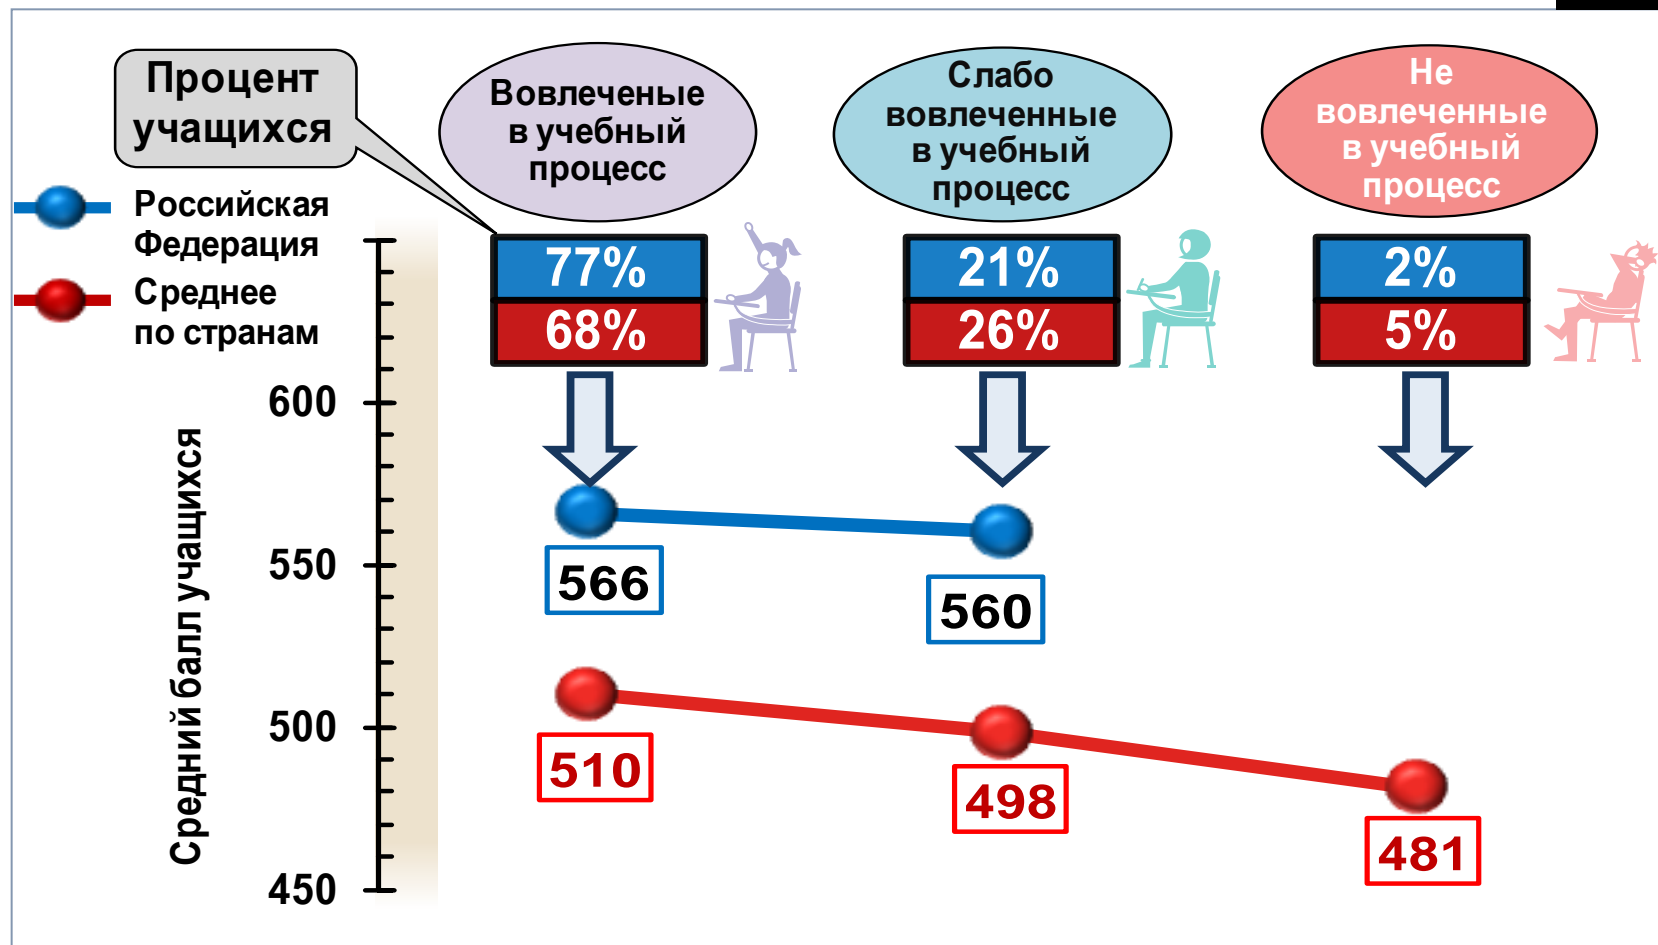 Процент
учащихся
Вовлеченые
в учебный
процесс
Слабо
вовлеченные
в учебный
процесс
Не
вовлеченные
в учебный
процесс
Российская
Федерация
Среднее
по странам
77%
68%
21%
26%
2%
5%
Средний балл учащихся
600
550
500
450
566
560
510
498
481